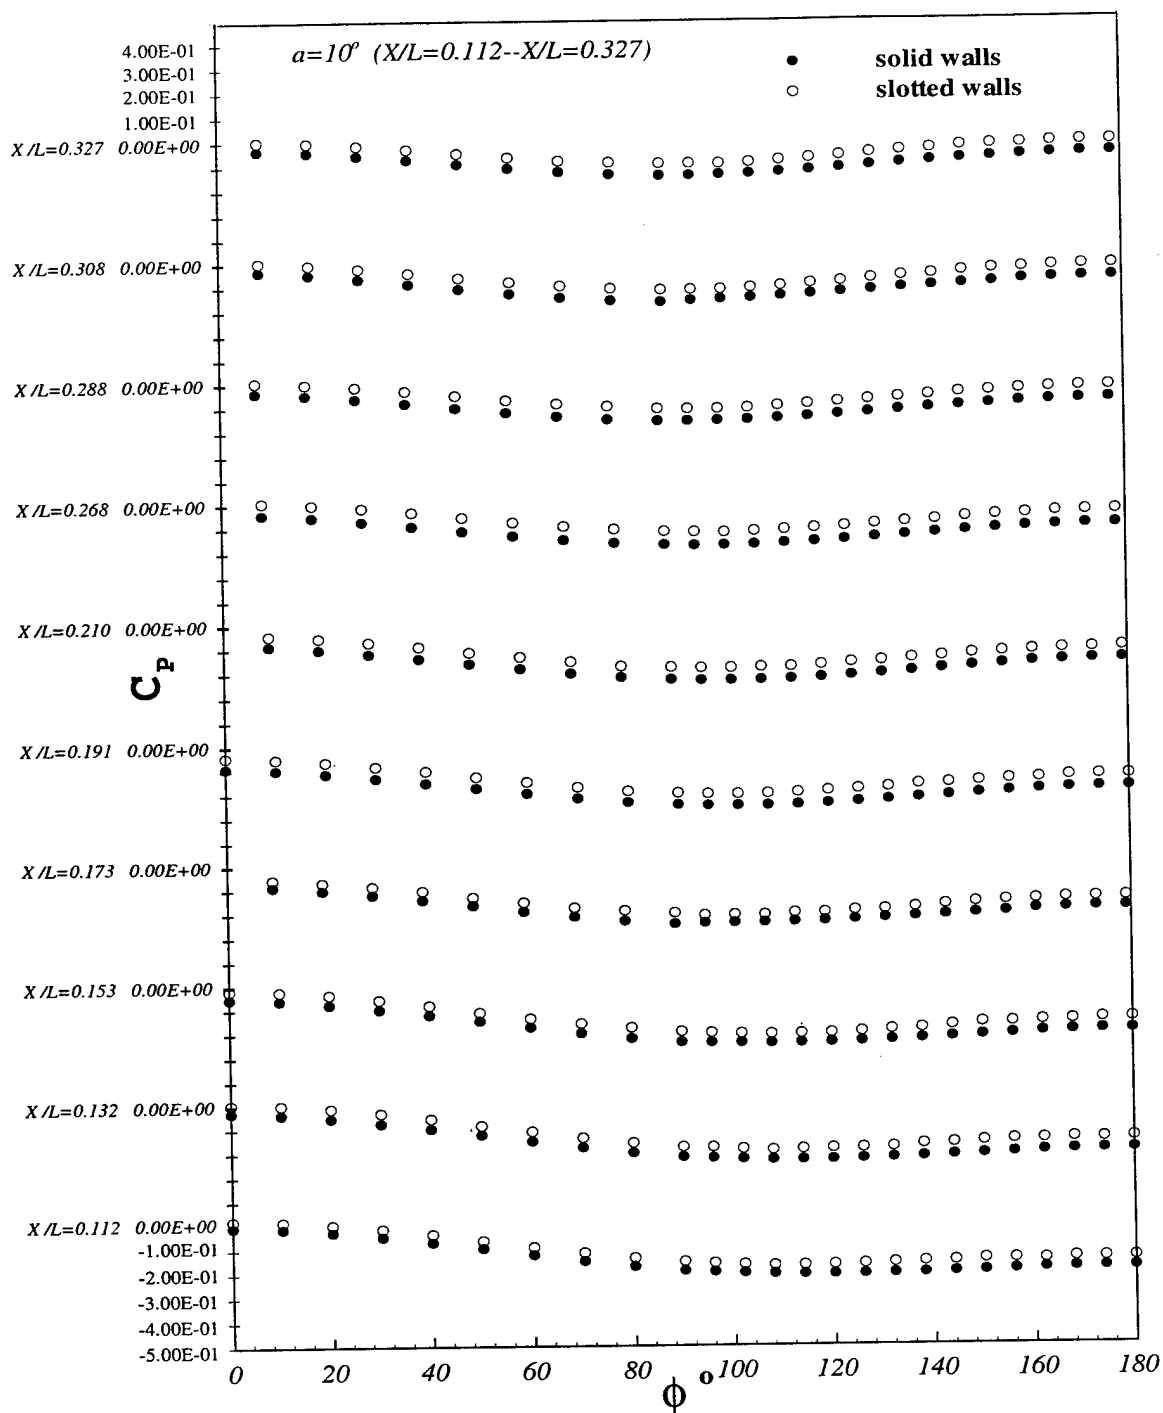 a=10° (X/L=0.112--X/L=0.327)
solid walls
slotted walls
4.00E-01
3.00E-01
2.00E-01
1.00E-01
X/L=0.327 0.00E+00
X/L=0.308 0.00E+00
X/L=0.288 0.00E+00
X/L=0.268 0.00E+00
X/L=0.210 0.00E+00
C_P
X/L=0.191 0.00E+00
X/L=0.173 0.00E+00
X/L=0.153 0.00E+00
X/L=0.132 0.00E+00
X/L=0.112 0.00E+00
-1.00E-01
-2.00E-01
-3.00E-01
-4.00E-01
-5.00E-01
0 20 40 60 80 100 120 140 160 180
ϕ°